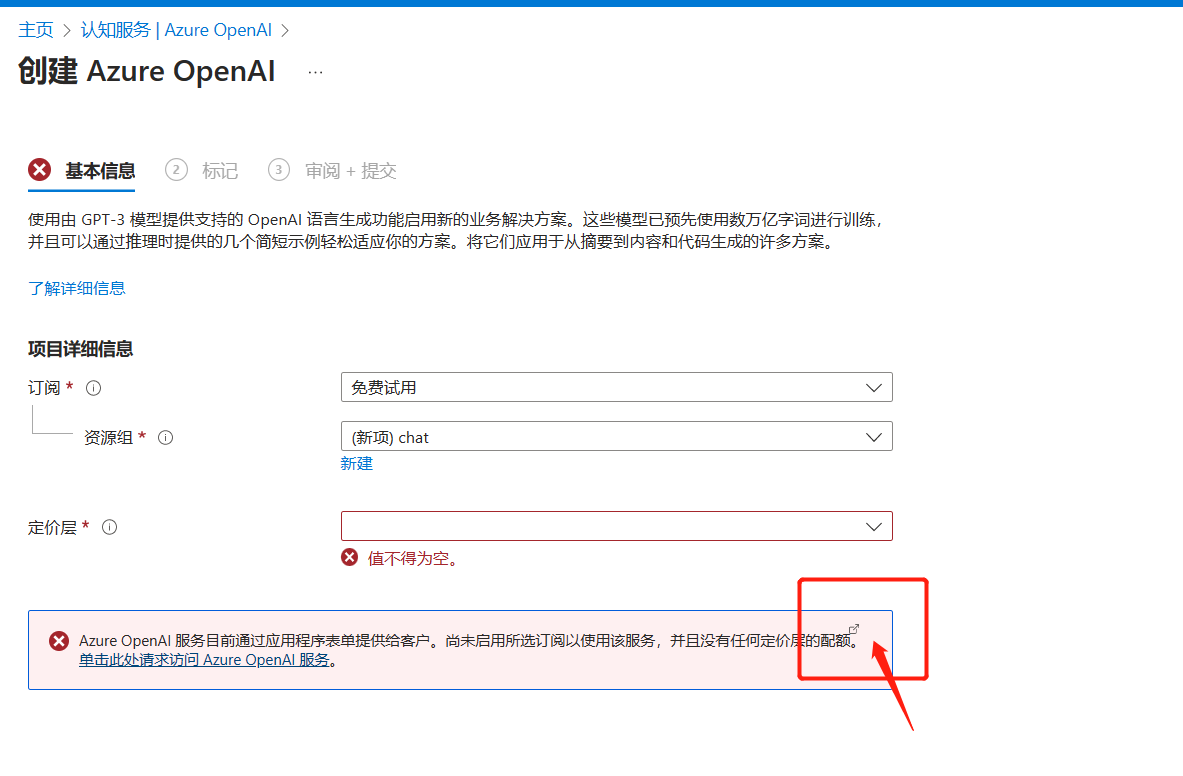 主页 > 认知服务 | Azure OpenAI >
创建 Azure OpenAI ...
基本信息 2 标记 3 审阅 + 提交
使用由 GPT-3 模型提供支持的 OpenAI 语言生成功能启用新的业务解决方案。这些模型已预先使用数万亿字词进行训练，
并且可以通过推理时提供的几个简短示例轻松适应你的方案。将它们应用于从摘要到内容和代码生成的许多方案。
了解详细信息
项目详细信息
订阅 * 免费试用
资源组 * (新项) chat
新建
定价层 *
值不得为空。
Azure OpenAI 服务目前通过应用程序表单提供给客户。尚未启用所选订阅以使用该服务，并且没有任何定价层的配额。
单击此处请求访问 Azure OpenAI 服务。